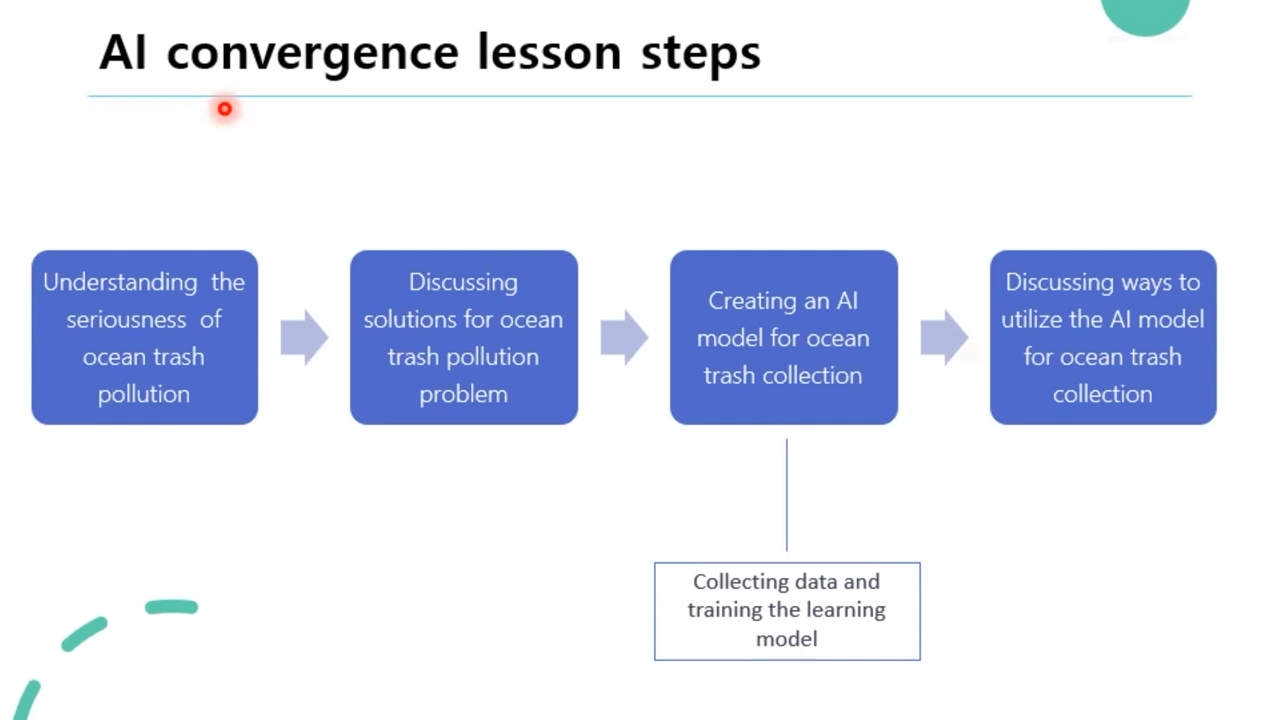 AI convergence lesson steps
Understanding the
seriousness of
ocean trash
pollution
Discussing
solutions for ocean
trash pollution
problem
Creating an AI
model for ocean
trash collection
Discussing ways to
utilize the AI model
for ocean trash
collection
Collecting data and
training the learning
model